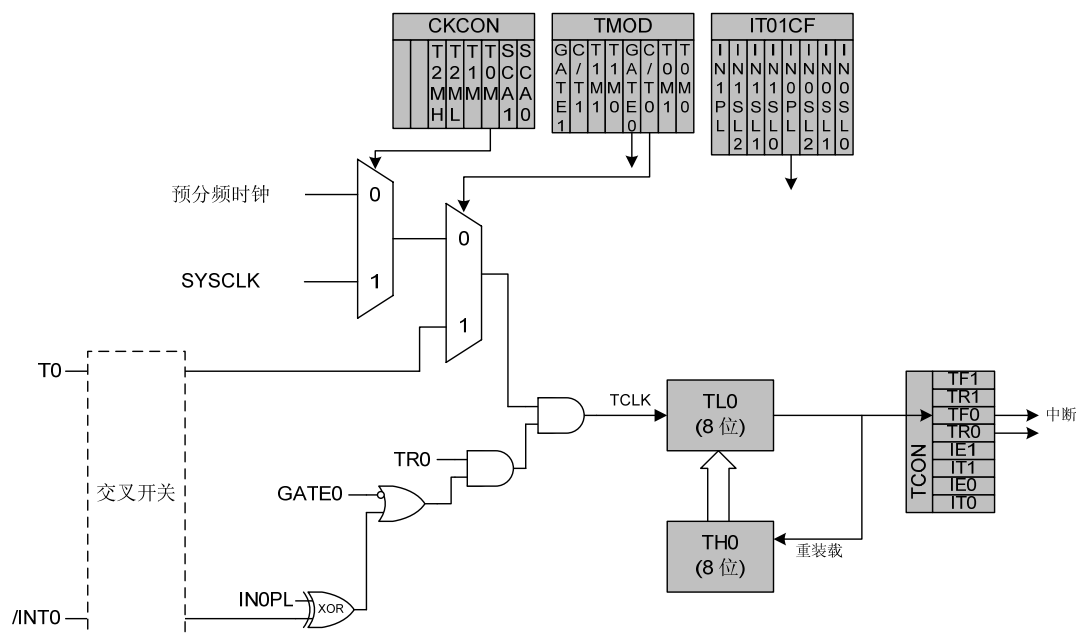 CKCON
T2MH
T2ML
T1M
T0M
SCA1
SCA0
TMOD
GATE1
C/T1
T1M1
T1M0
GATE0
C/T0
T0M1
T0M0
IT01CF
IN1PL
IN1SL2
IN1SL1
IN1SL0
IN0PL
IN0SL2
IN0SL1
IN0SL0
预分频时钟
0
SYSCLK
1
0
1
T0
交叉开关
/INT0
TR0
GATE0
IN0PL
XOR
TCLK
TL0
(8 位)
TH0
(8 位)
重装载
TCON
TF1
TR1
TF0
TR0
IE1
IT1
IE0
IT0
中断